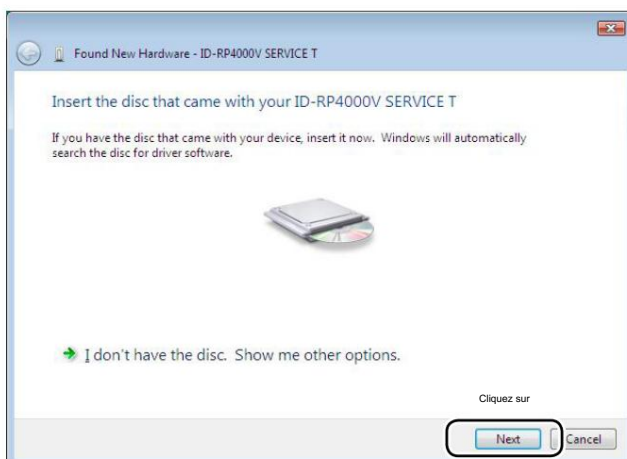 Found New Hardware - ID-RP4000V SERVICE T
Insert the disc that came with your ID-RP4000V SERVICE T
If you have the disc that came with your device, insert it now.  Windows will automatically
search the disc for driver software.
I don't have the disc.  Show me other options.
Cliquez sur
Next
Cancel